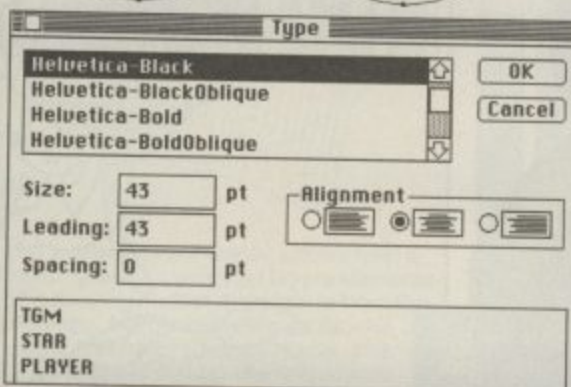 Type
Helvetica-Black
Helvetica-BlackOblique
Helvetica-Bold
Helvetica-BoldOblique
OK
Cancel
Size: 43 pt
Leading: 43 pt
Spacing: 0 pt
Alignment
TGM
STAR
PLAYER